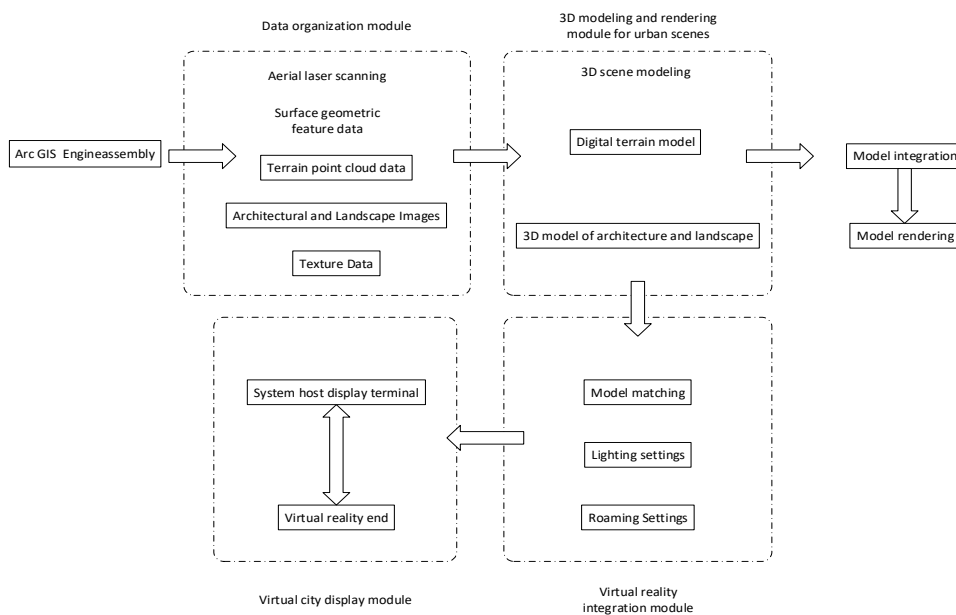 Data organization module
3D modeling and rendering
module for urban scenes
Aerial laser scanning
Surface geometric
feature data
Terrain point cloud data
Architectural and Landscape Images
Texture Data
Arc GIS  Engineassembly
3D scene modeling
Digital terrain model
3D model of architecture and landscape
Model integration
Model rendering
System host display terminal
Virtual reality end
Model matching
Lighting settings
Roaming Settings
Virtual city display module
Virtual reality
integration module